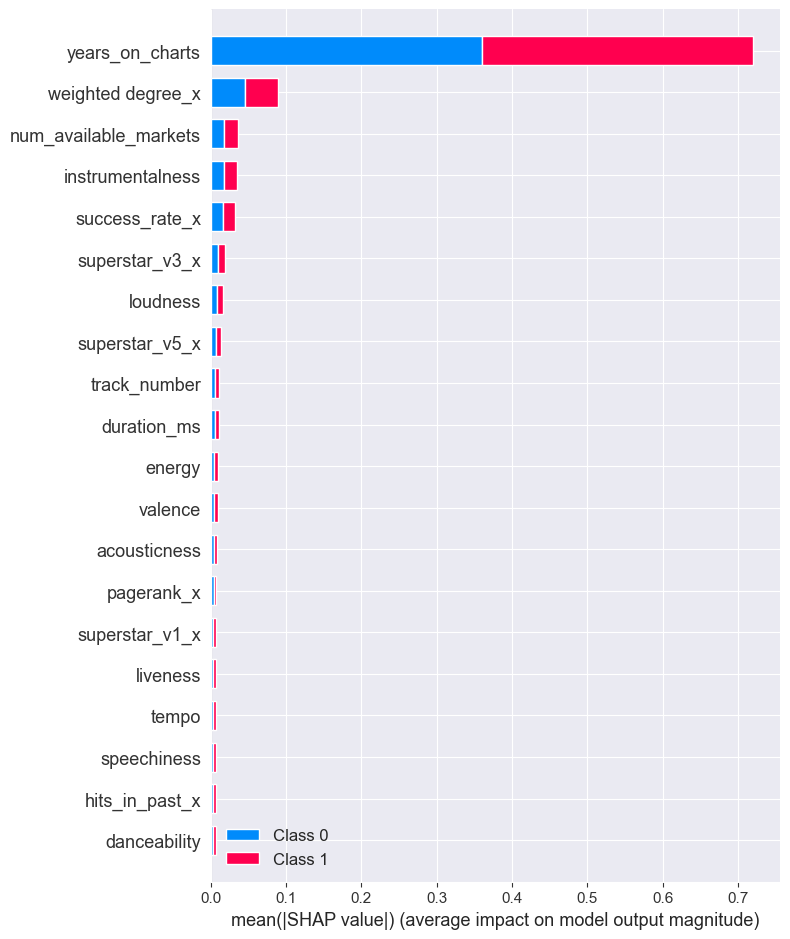 years_on_charts
weighted degree_x
num_available_markets
instrumentalness
success_rate_x
superstar_v3_x
loudness
superstar_v5_x
track_number
duration_ms
energy
valence
acousticness
pagerank_x
superstar_v1_x
liveness
tempo
speechiness
hits_in_past_x
danceability
Class 0
Class 1
0.0 0.1 0.2 0.3 0.4 0.5 0.6 0.7
mean(|SHAP value|) (average impact on model output magnitude)